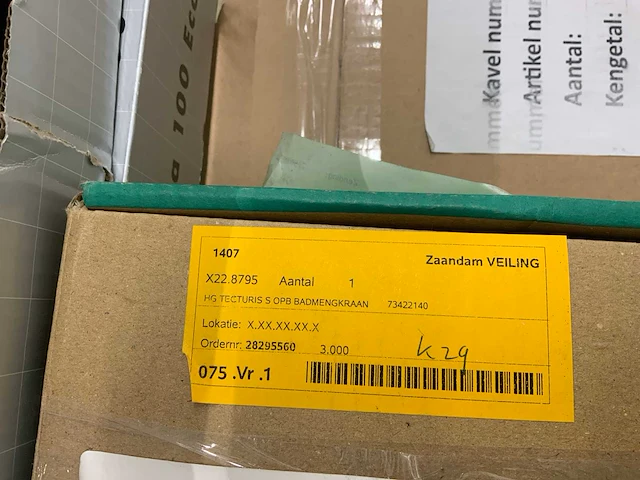 100 Eco
Kavel num
Artikel nur
Aantal:
Kengetal:
1407 Zaandam VEILING
X22.8795 Aantal 1
HG TECTURIS S OPB BADMENGKRAAN 73422140
Lokatie: X.XX.XX.XX.X
Ordernr: 28295560 3.000 K29
075 .Vr .1